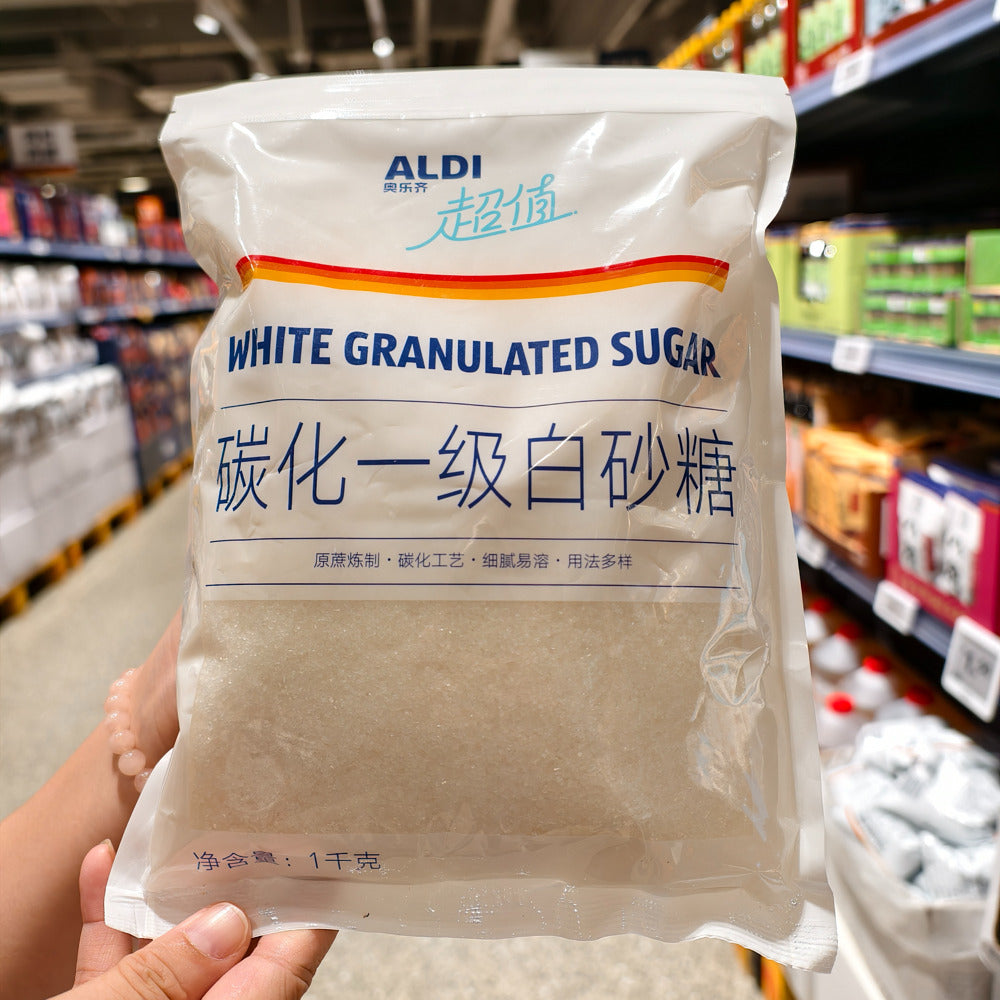 ALDI
奥乐齐
超值
WHITE GRANULATED SUGAR
碳化一级白砂糖
原蔗炼制·碳化工艺·细腻易溶·用法多样
净含量：1千克